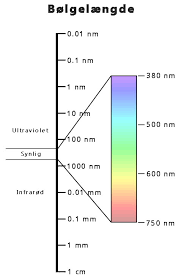 Bølgelængde
0.01 nm
0.1 nm
1 nm
10 nm
100 nm
1000 nm
0.01 mm
0.1 mm
1 mm
1 cm
Ultraviolet
Synlig
Infrarød
380 nm
500 nm
600 nm
750 nm